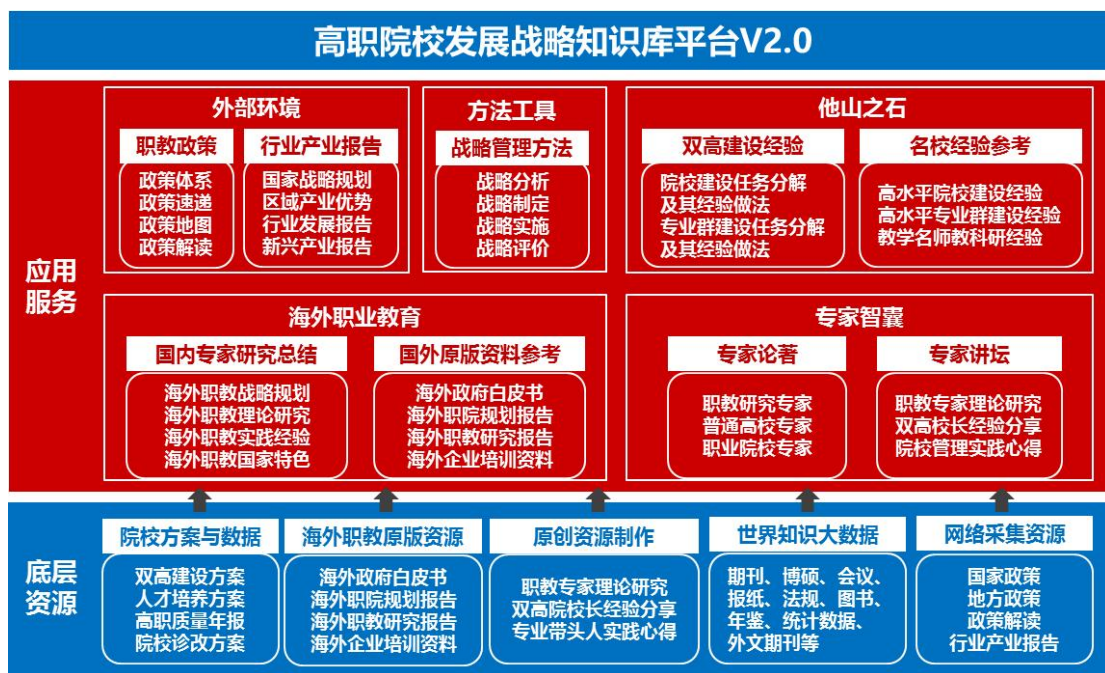 高职院校发展战略知识库平台V2.0
应用
服务
外部环境
职教政策
政策体系
政策速递
政策地图
政策解读
行业产业报告
国家战略规划
区域产业优势
行业发展报告
新兴产业报告
方法工具
战略管理方法
战略分析
战略制定
战略实施
战略评价
他山之石
双高建设经验
院校建设任务分解
及其经验做法
专业群建设任务分解
及其经验做法
名校经验参考
高水平院校建设经验
高水平专业群建设经验
教学名师教科研经验
海外职业教育
国内专家研究总结
海外职教战略规划
海外职教理论研究
海外职教实践经验
海外职教国家特色
国外原版资料参考
海外政府白皮书
海外职院规划报告
海外职教研究报告
海外企业培训资料
专家智囊
专家论著
职教研究专家
普通高校专家
职业院校专家
专家讲坛
职教专家理论研究
双高校长经验分享
院校管理实践心得
底层
资源
院校方案与数据
双高建设方案
人才培养方案
高职质量年报
院校诊改方案
海外职教原版资源
海外政府白皮书
海外职院规划报告
海外职教研究报告
海外企业培训资料
原创资源制作
职教专家理论研究
双高院校长经验分享
专业带头人实践心得
世界知识大数据
期刊、博硕、会议、
报纸、法规、图书、
年鉴、统计数据、
外文期刊等
网络采集资源
国家政策
地方政策
政策解读
行业产业报告